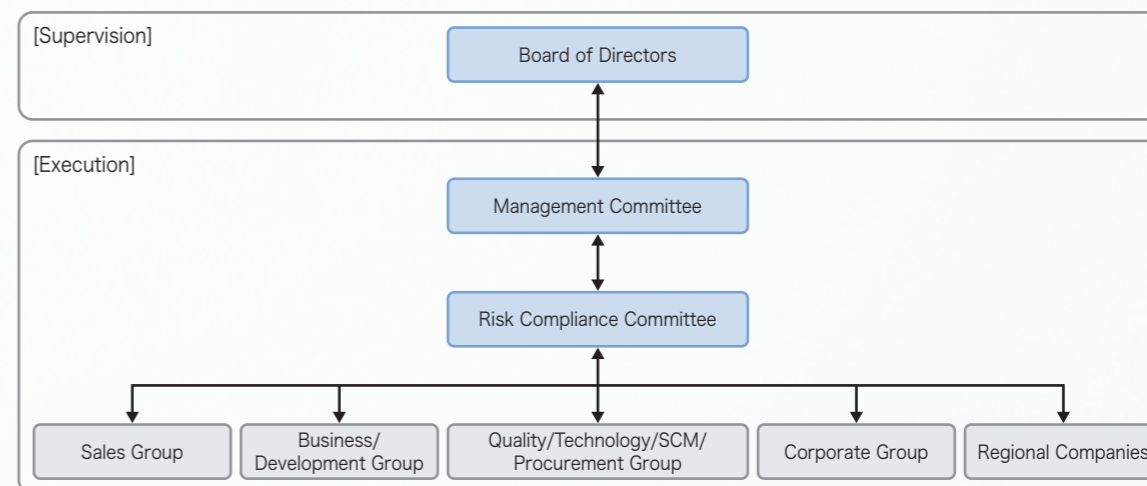 [Supervision]
Board of Directors
[Execution]
Management Committee
Risk Compliance Committee
Sales Group
Business/
Development Group
Quality/Technology/SCM/
Procurement Group
Corporate Group
Regional Companies